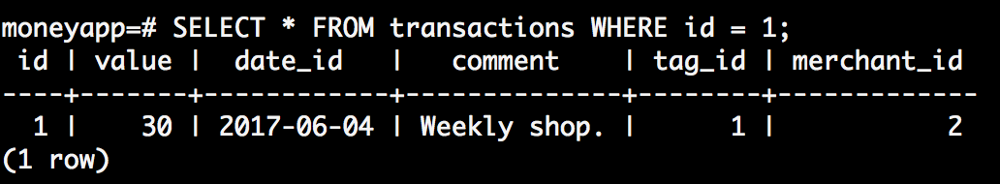 moneyapp=# SELECT * FROM transactions WHERE id = 1;
 id | value |  date_id   |   comment    | tag_id | merchant_id
----+-------+------------+--------------+--------+-------------
  1 |    30 | 2017-06-04 | Weekly shop. |      1 |           2
(1 row)